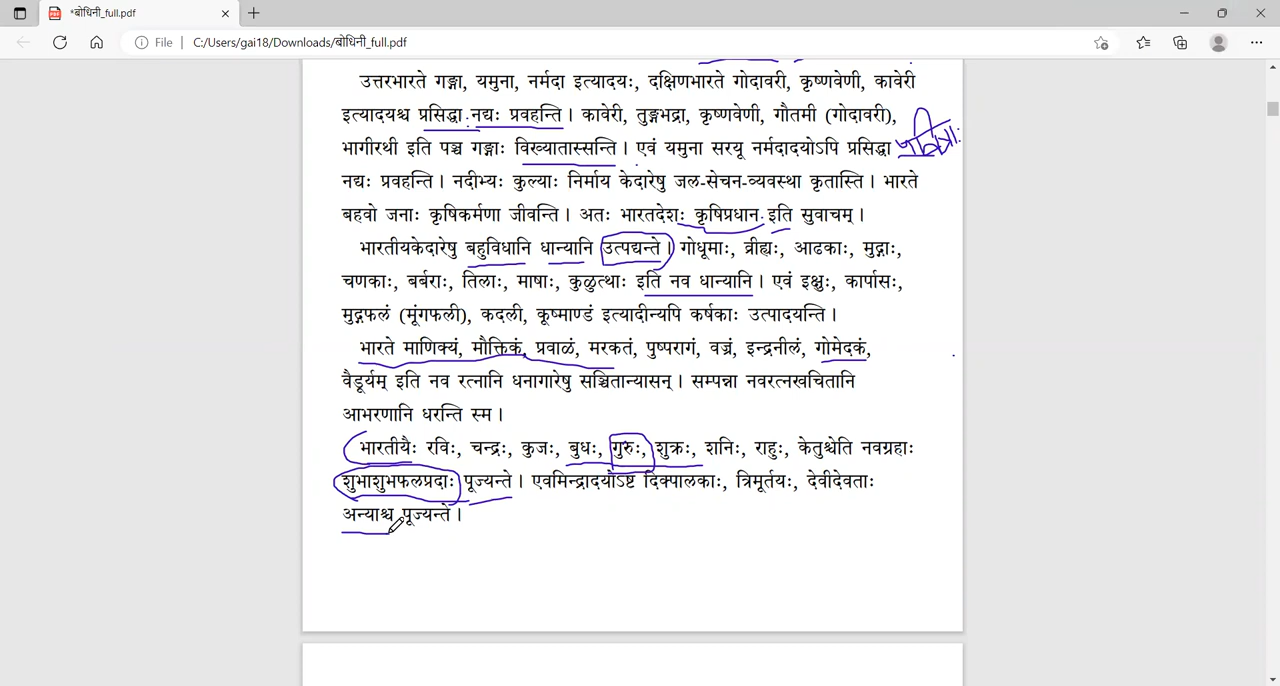 *बोधिनी_full.pdf
File
C:/Users/gai18/Downloads/बोधिनी_full.pdf
उत्तरभारते गङ्गा, यमुना, नर्मदा इत्यादयः, दक्षिणभारते गोदावरी, कृष्णवेणी, कावेरी
इत्यादयश्च प्रसिद्धाः नद्यः प्रवहन्ति । कावेरी, तुङ्गभद्रा, कृष्णवेणी, गौतमी (गोदावरी),
भागीरथी इति पञ्च गङ्गाः विख्यातास्सन्ति । एवं यमुना सरयू नर्मदादयोऽपि प्रसिद्धा
नद्यः प्रवहन्ति । नदीभ्यः कुल्याः निर्माय केदारेषु जल-सेचन-व्यवस्था कृतास्ति । भारते
बहवो जनाः कृषिकर्मणा जीवन्ति । अतः भारतदेशः कृषिप्रधानः इति सुवाचम् ।
भारतीयकेदारेषु बहुविधानि धान्यानि उत्पद्यन्ते । गोधूमाः, व्रीह्यः, आढकाः, मुद्गाः,
चणकाः, बर्बराः, तिलाः, माषाः, कुळुत्थाः इति नव धान्यानि । एवं इक्षुः, कार्पासः,
मुद्गफलं (मूंगफली), कदली, कूष्माण्डं इत्यादीन्यपि कर्षकाः उत्पादयन्ति ।
भारते माणिक्यं, मौक्तिकं, प्रवाळं, मरकतं, पुष्परागं, वज्रं, इन्द्रनीलं, गोमेदकं,
वैडूर्यम् इति नव रत्नानि धनागारेषु सञ्चितान्यासन् । सम्पन्ना नवरत्नखचितानि
आभरणानि धरन्ति स्म ।
भारतीयैः रविः, चन्द्रः, कुजः, बुधः, गुरुः, शुक्रः, शनिः, राहुः, केतुश्चेति नवग्रहाः
शुभाशुभफलप्रदाः पूज्यन्ते । एवमिन्द्रादयोऽष्ट दिक्पालकाः, त्रिमूर्तयः, देवीदेवताः
अन्याश्च पूज्यन्ते ।